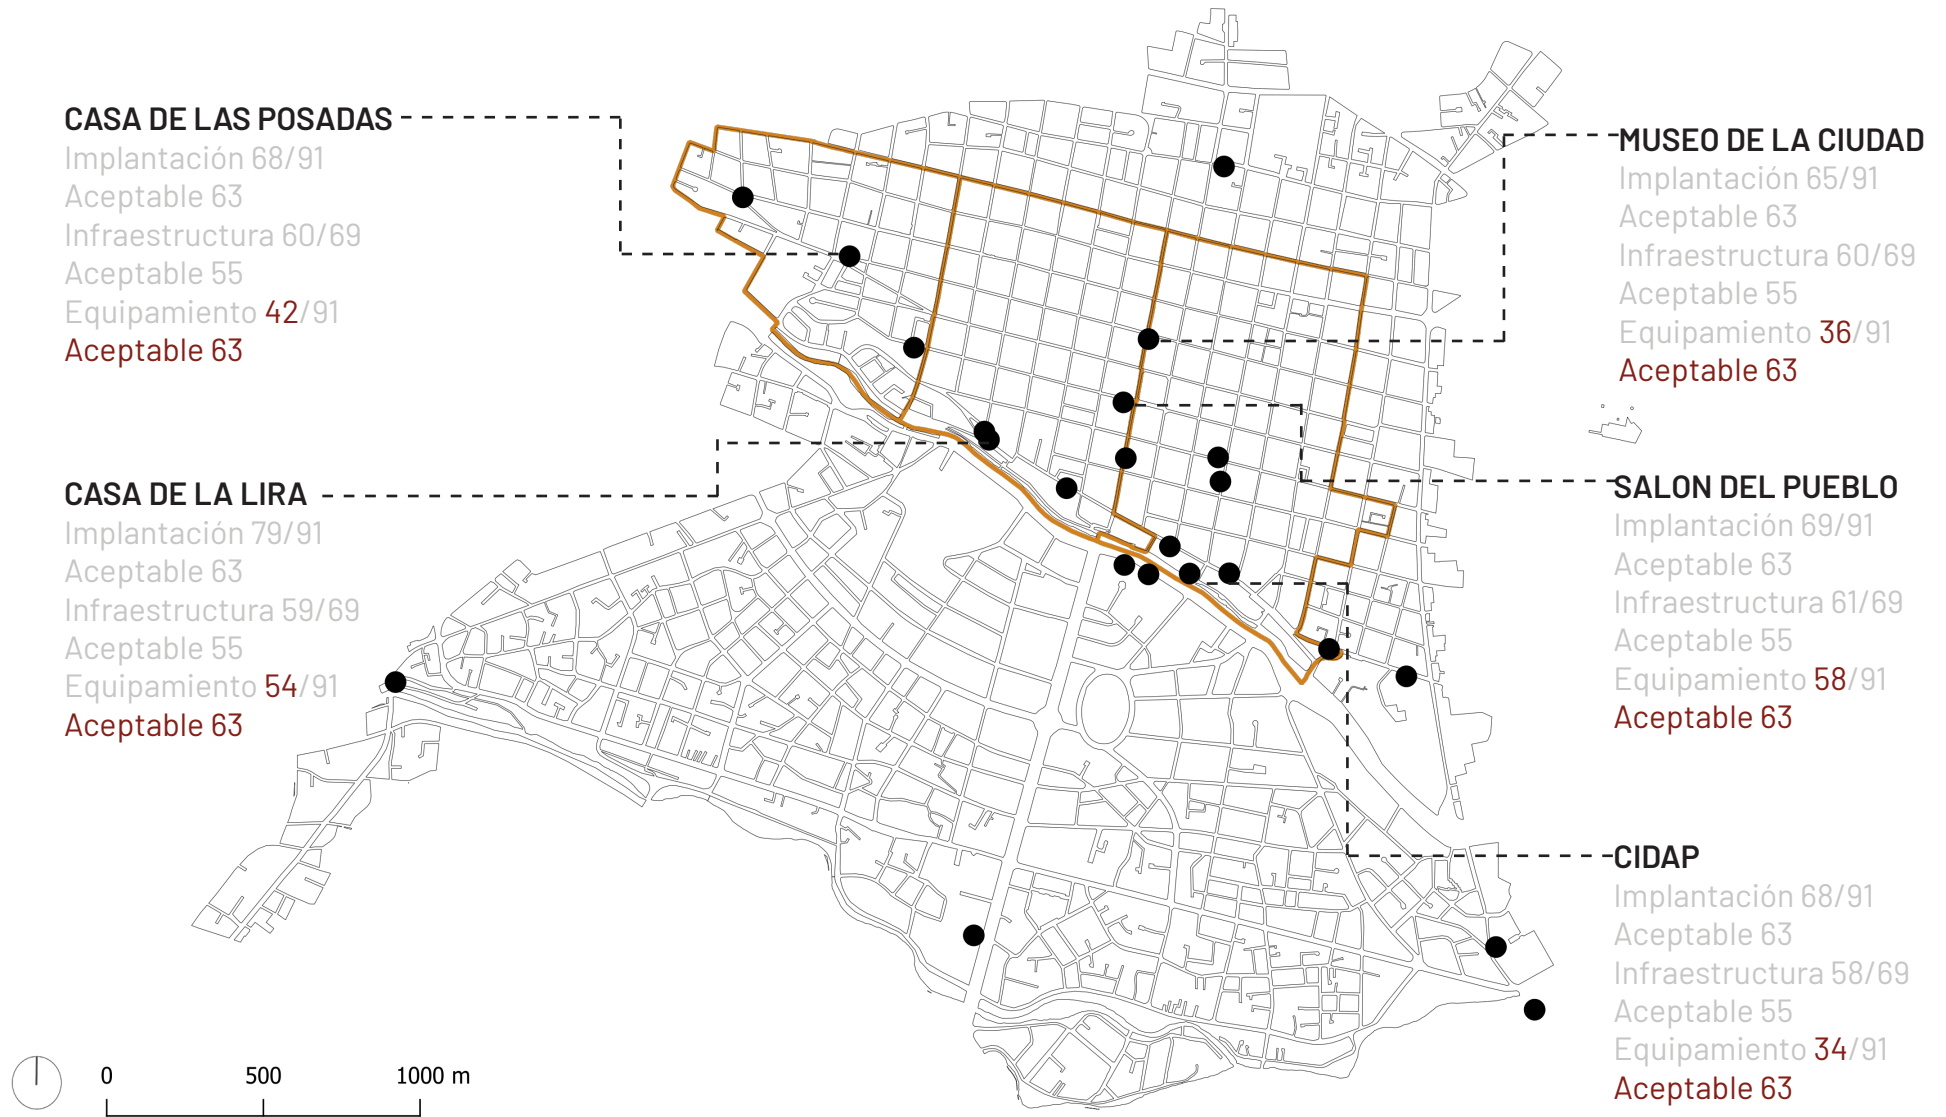 CASA DE LAS POSADAS
Implantación 68/91
Aceptable 63
Infraestructura 60/69
Aceptable 55
Equipamiento 42/91
Aceptable 63
MUSEO DE LA CIUDAD
Implantación 65/91
Aceptable 63
Infraestructura 60/69
Aceptable 55
Equipamiento 36/91
Aceptable 63
CASA DE LA LIRA
Implantación 79/91
Aceptable 63
Infraestructura 59/69
Aceptable 55
Equipamiento 54/91
Aceptable 63
SALON DEL PUEBLO
Implantación 69/91
Aceptable 63
Infraestructura 61/69
Aceptable 55
Equipamiento 58/91
Aceptable 63
CIDAP
Implantación 68/91
Aceptable 63
Infraestructura 58/69
Aceptable 55
Equipamiento 34/91
Aceptable 63
0 500 1000 m